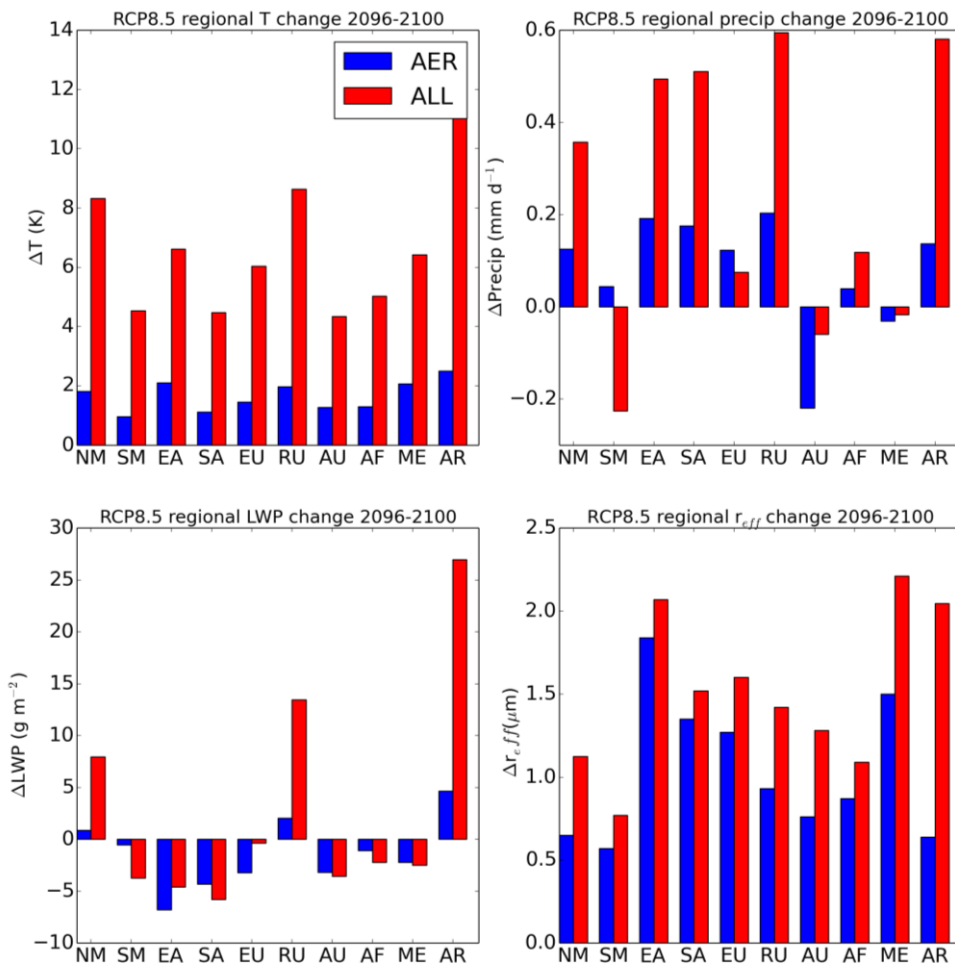 RCP8.5 regional T change 2096-2100
14
12
10
8
6
4
2
0
ΔT (K)
AER
ALL
NM SM EA SA EU RU AU AF ME AR
RCP8.5 regional precip change 2096-2100
0.6
0.4
0.2
0.0
−0.2
ΔPrecip (mm d⁻¹)
NM SM EA SA EU RU AU AF ME AR
RCP8.5 regional LWP change 2096-2100
30
25
20
15
10
5
0
−5
−10
ΔLWP (g m⁻²)
NM SM EA SA EU RU AU AF ME AR
RCP8.5 regional r_eff change 2096-2100
2.5
2.0
1.5
1.0
0.5
0.0
Δr_e ff(μm)
NM SM EA SA EU RU AU AF ME AR